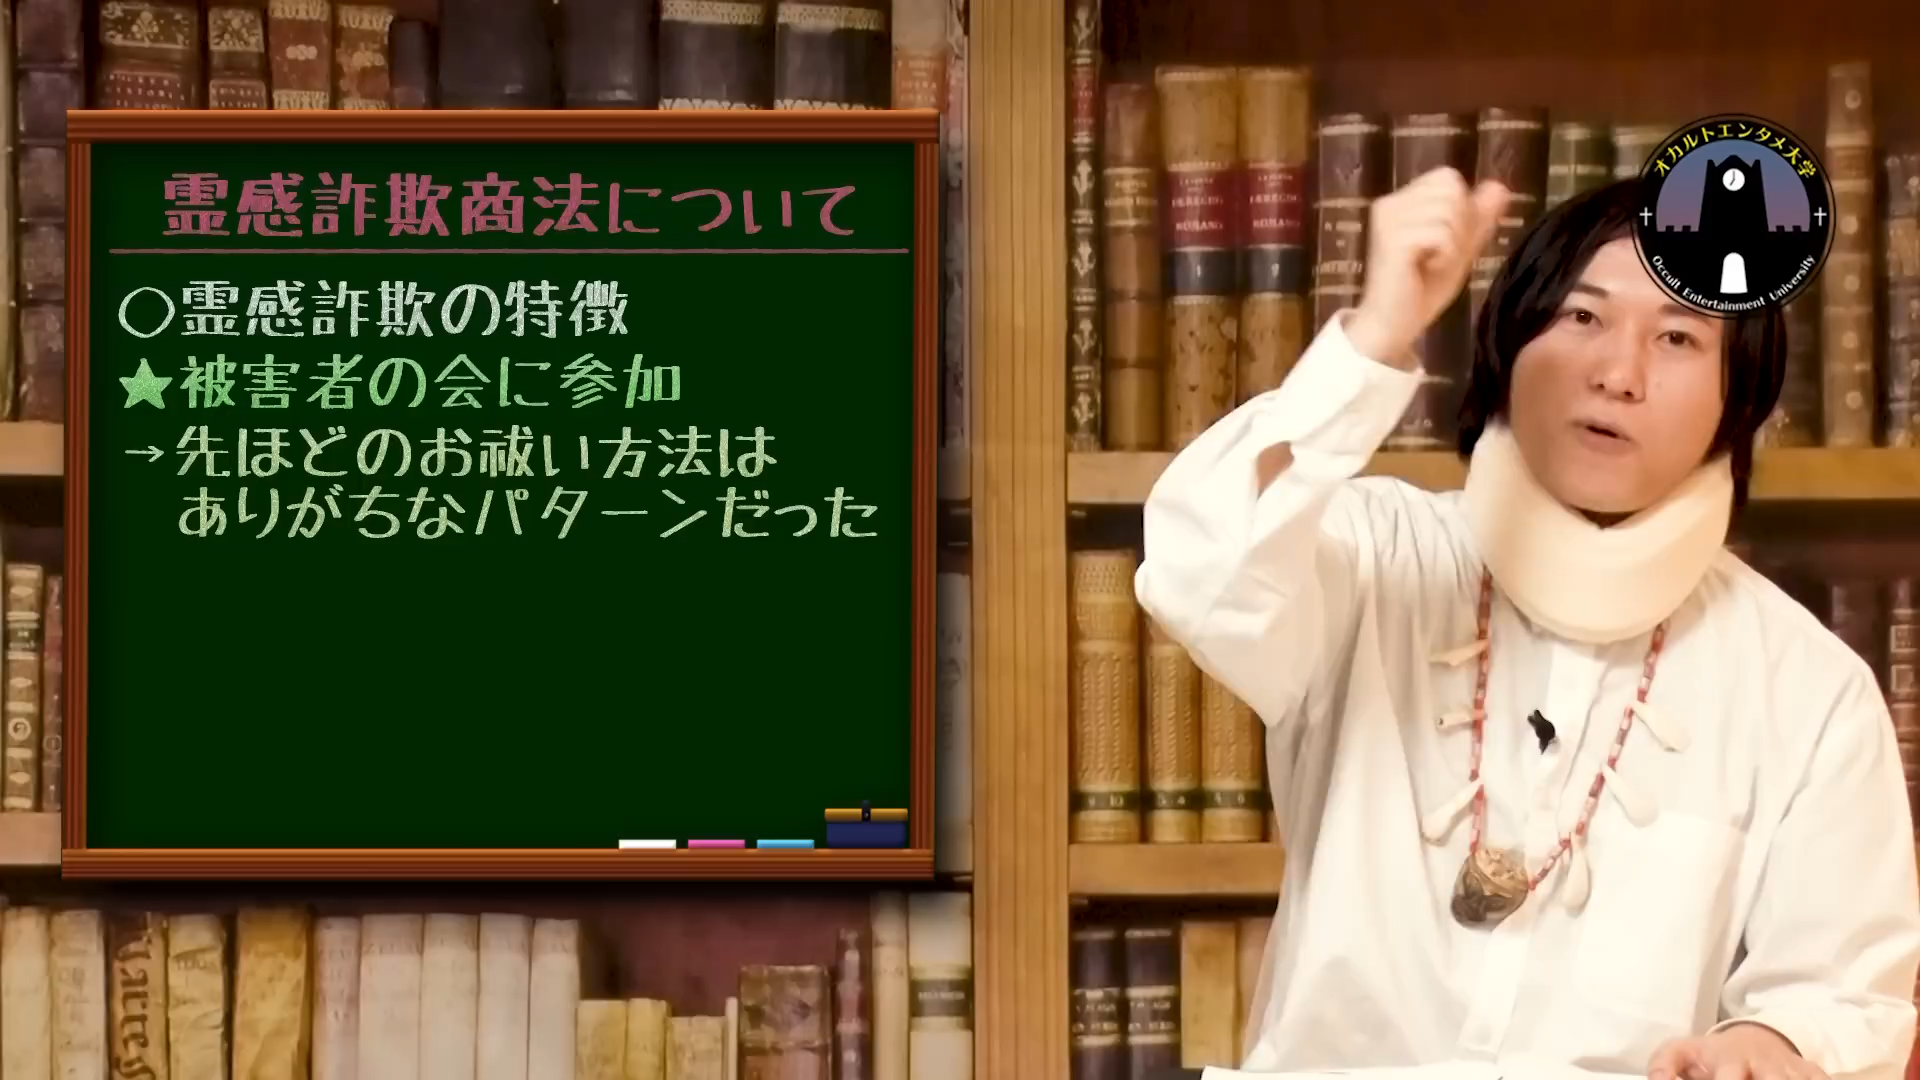 霊感詐欺商法について
○霊感詐欺の特徴
★被害者の会に参加
→先ほどのお祓い方法は
ありがちなパターンだった
オカルトエンタメ大学
Occult Entertainment University